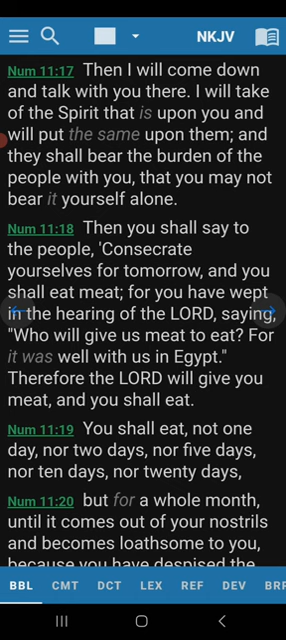 NKJV
Num 11:17 Then I will come down
and talk with you there. I will take
of the Spirit that is upon you and
will put the same upon them; and
they shall bear the burden of the
people with you, that you may not
bear it yourself alone.
Num 11:18 Then you shall say to
the people, 'Consecrate
yourselves for tomorrow, and you
shall eat meat; for you have wept
in the hearing of the LORD, saying,
"Who will give us meat to eat? For
it was well with us in Egypt."
Therefore the LORD will give you
meat, and you shall eat.
Num 11:19 You shall eat, not one
day, nor two days, nor five days,
nor ten days, nor twenty days,
Num 11:20 but for a whole month,
until it comes out of your nostrils
and becomes loathsome to you,
because you have despised the
BBL CMT DCT LEX REF DEV BRF